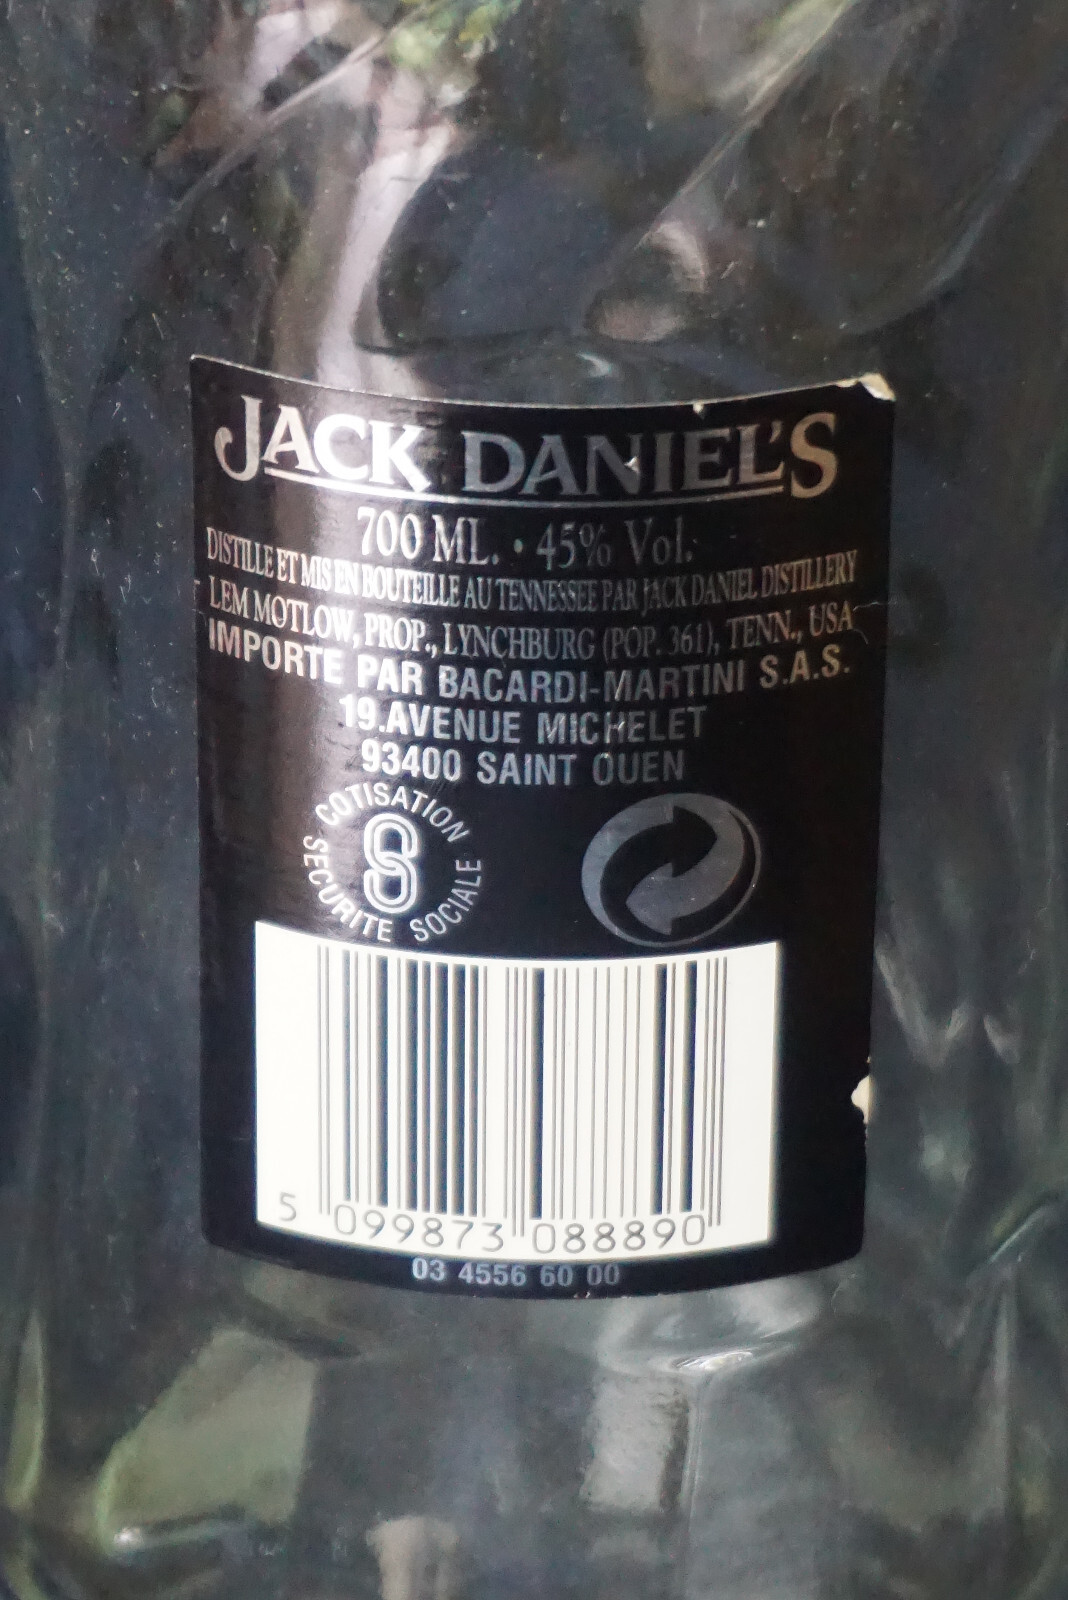 JACK DANIEL'S
700 ML. • 45% Vol.
DISTILLE ET MIS EN BOUTEILLE AU TENNESSEE PAR JACK DANIEL DISTILLERY
LEM MOTLOW, PROP., LYNCHBURG (POP. 361), TENN., USA
IMPORTE PAR BACARDI-MARTINI S.A.S.
19.AVENUE MICHELET
93400 SAINT OUEN
COTISATION
SECURITE SOCIALE
5 099873 088890
03 4556 60 00